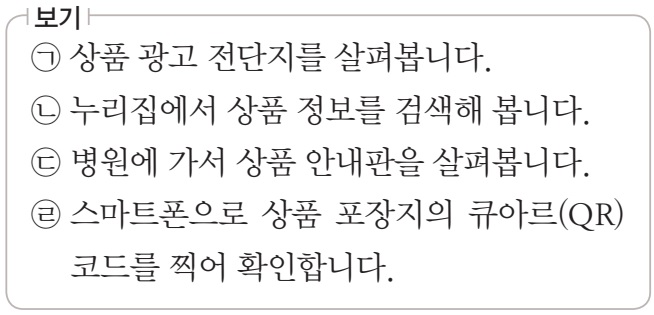 보기
㉠ 상품 광고 전단지를 살펴봅니다.
㉡ 누리집에서 상품 정보를 검색해 봅니다.
㉢ 병원에 가서 상품 안내판을 살펴봅니다.
㉣ 스마트폰으로 상품 포장지의 큐아르(QR)
코드를 찍어 확인합니다.